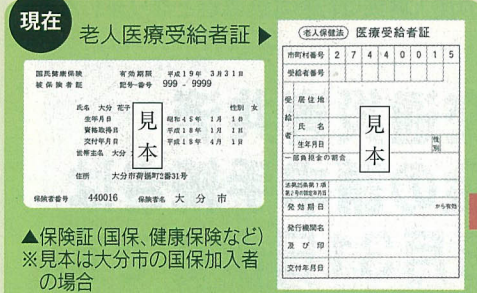 現在
老人医療受給者証▶
国民健康保険
被保険者証
有効期限 平成19年 3月31日
記号-番号 999 - 9999
氏名 大分 花子 性別 女
生年月日 昭和45年 1月 1日
資格取得日 平成18年 1月 1日
交付年月日 平成18年 4月 1日
世帯主名 大分
見本
住所 大分市荷揚町2番31号
保険者番号 440016 保険者名 大分市
▲保険証(国保、健康保険など)
※見本は大分市の国保加入者
の場合
老人保健法 医療受給者証
市町村番号 2 7 4 4 0 0 1 5
受給者番号
受給者
居住地
氏名
生年月日
性別
見本
一部負担金の割合
法第25条第1項
発効期日 から有効
発行機関名
及び印
交付年月日